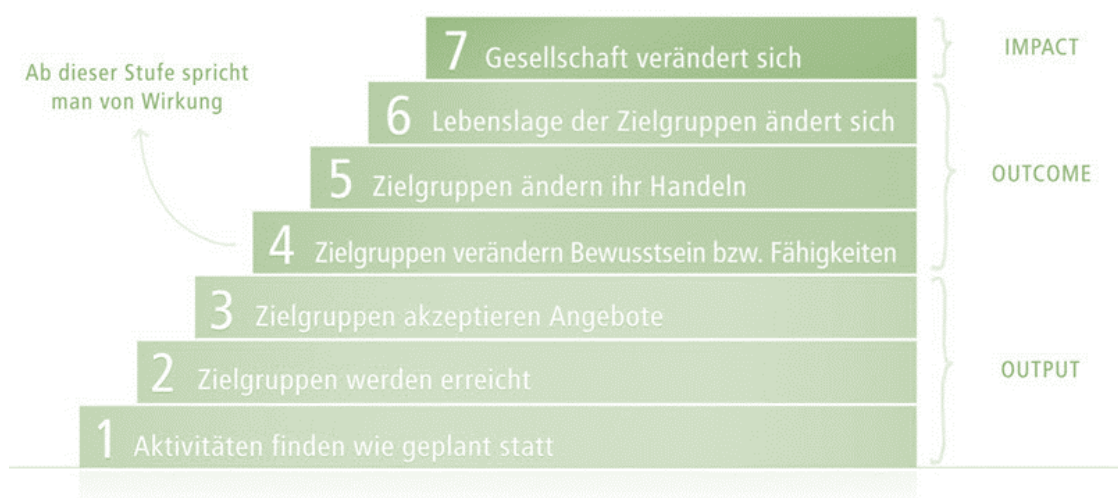 7 Gesellschaft verändert sich
IMPACT
Ab dieser Stufe spricht
man von Wirkung
6 Lebenslage der Zielgruppen ändert sich
5 Zielgruppen ändern ihr Handeln
OUTCOME
4 Zielgruppen verändern Bewusstsein bzw. Fähigkeiten
3 Zielgruppen akzeptieren Angebote
2 Zielgruppen werden erreicht
OUTPUT
1 Aktivitäten finden wie geplant statt